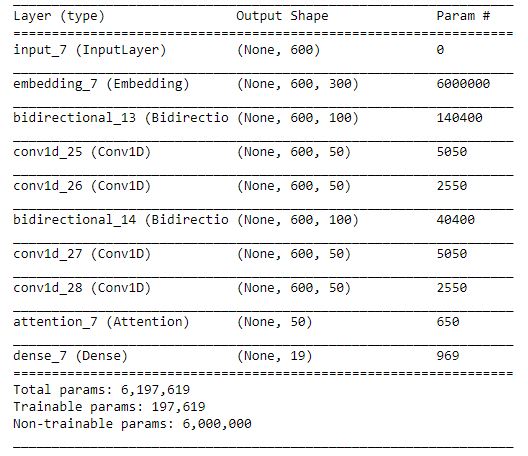 Layer (type) Output Shape Param #
=================================================================
input_7 (InputLayer) (None, 600) 0
embedding_7 (Embedding) (None, 600, 300) 6000000
bidirectional_13 (Bidirectio (None, 600, 100) 140400
conv1d_25 (Conv1D) (None, 600, 50) 5050
conv1d_26 (Conv1D) (None, 600, 50) 2550
bidirectional_14 (Bidirectio (None, 600, 100) 40400
conv1d_27 (Conv1D) (None, 600, 50) 5050
conv1d_28 (Conv1D) (None, 600, 50) 2550
attention_7 (Attention) (None, 50) 650
dense_7 (Dense) (None, 19) 969
=================================================================
Total params: 6,197,619
Trainable params: 197,619
Non-trainable params: 6,000,000